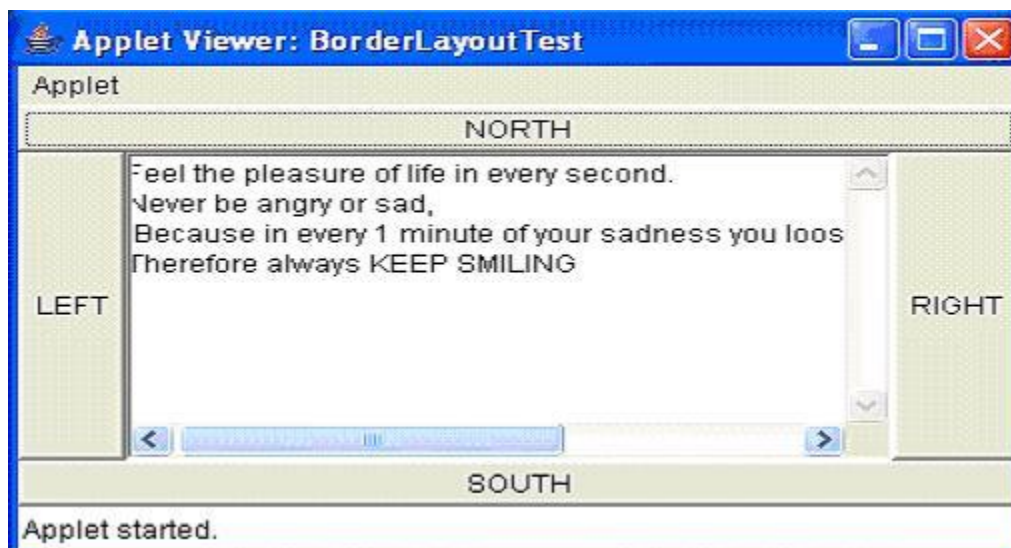 Applet Viewer: BorderLayoutTest
Applet
NORTH
Feel the pleasure of life in every second.
Never be angry or sad,
Because in every 1 minute of your sadness you loos
Therefore always KEEP SMILING
LEFT
RIGHT
SOUTH
Applet started.